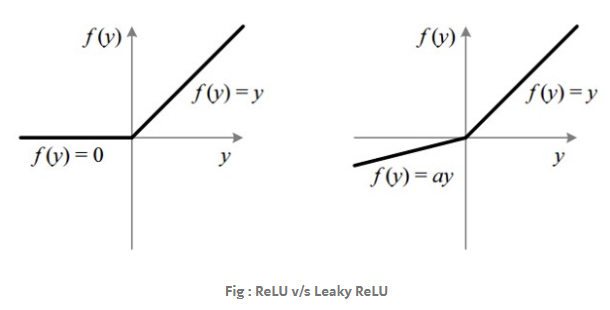 f(y)
f(y) = y
f(y) = 0
y
f(y)
f(y) = y
f(y) = ay
y
Fig : ReLU v/s Leaky ReLU